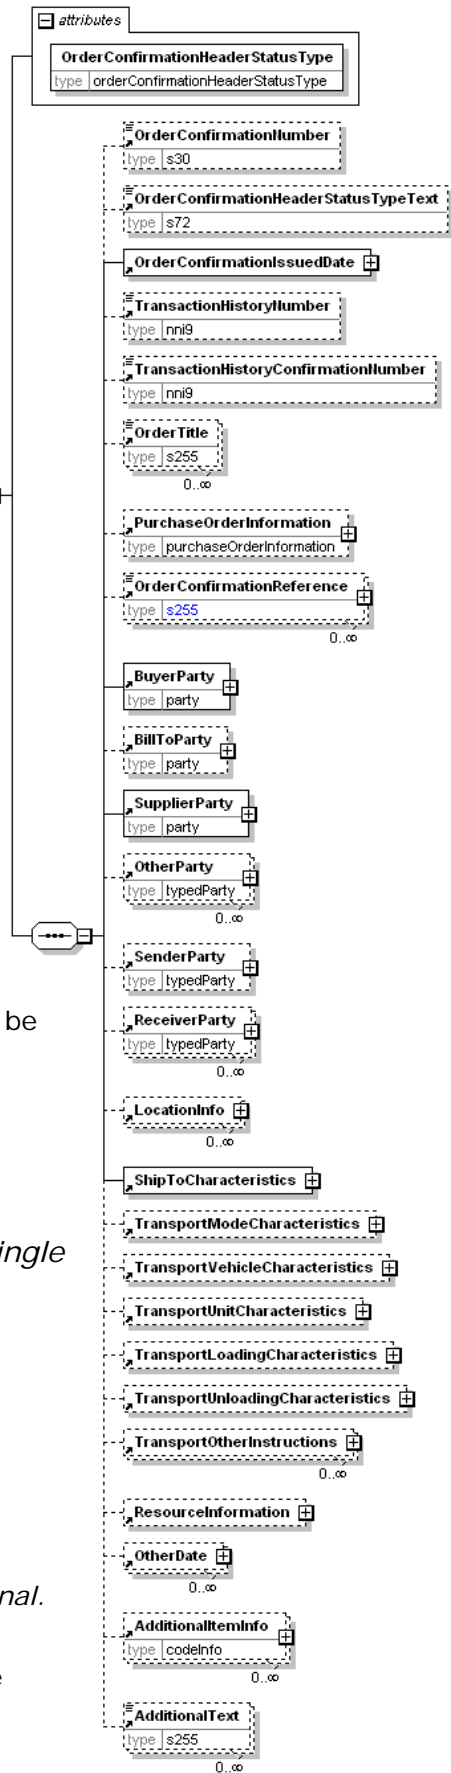 attributes
OrderConfirmationHeaderStatusType
type orderConfirmationHeaderStatusType
OrderConfirmationNumber
type s30
OrderConfirmationHeaderStatusTypeText
type s72
OrderConfirmationIssuedDate
TransactionHistoryNumber
type nni9
TransactionHistoryConfirmationNumber
type nni9
OrderTitle
type s255
0..∞
PurchaseOrderInformation
type purchaseOrderInformation
OrderConfirmationReference
type s255
0..∞
BuyerParty
type party
BillToParty
type party
SupplierParty
type party
OtherParty
type typedParty
0..∞
SenderParty
type typedParty
be
ReceiverParty
type typedParty
0..∞
LocationInfo
0..∞
ShipToCharacteristics
TransportModeCharacteristics
ingle
TransportVehicleCharacteristics
TransportUnitCharacteristics
TransportLoadingCharacteristics
TransportUnloadingCharacteristics
TransportOtherInstructions
0..∞
ResourceInformation
OtherDate
0..∞
nal.
AdditionalItemInfo
type codeInfo
0..∞
e
AdditionalText
type s255
0..∞